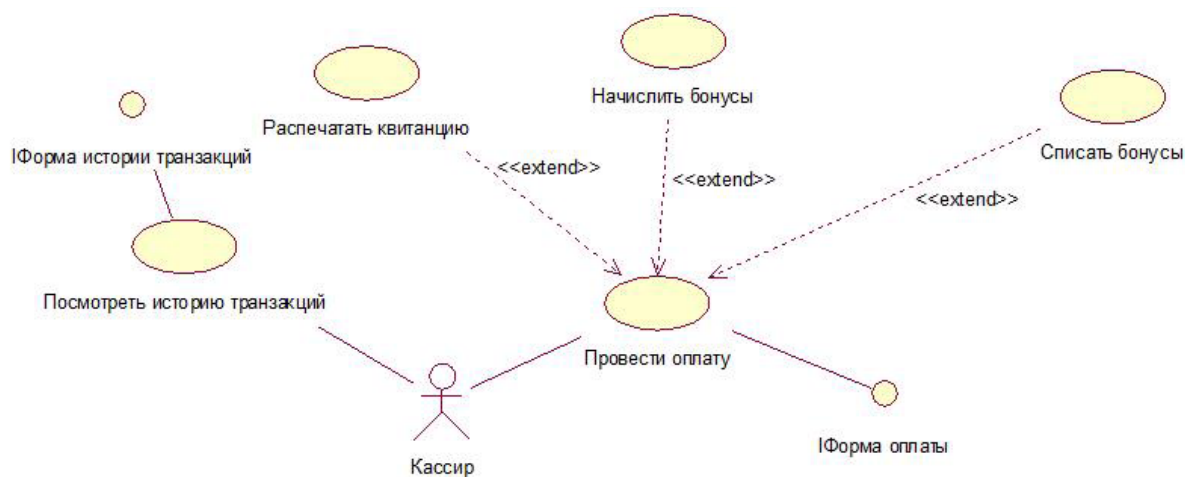 Начислить бонусы
Распечатать квитанцию
Списать бонусы
IФорма истории транзакций
<<extend>>
<<extend>>
<<extend>>
Посмотреть историю транзакций
Провести оплату
IФорма оплаты
Кассир